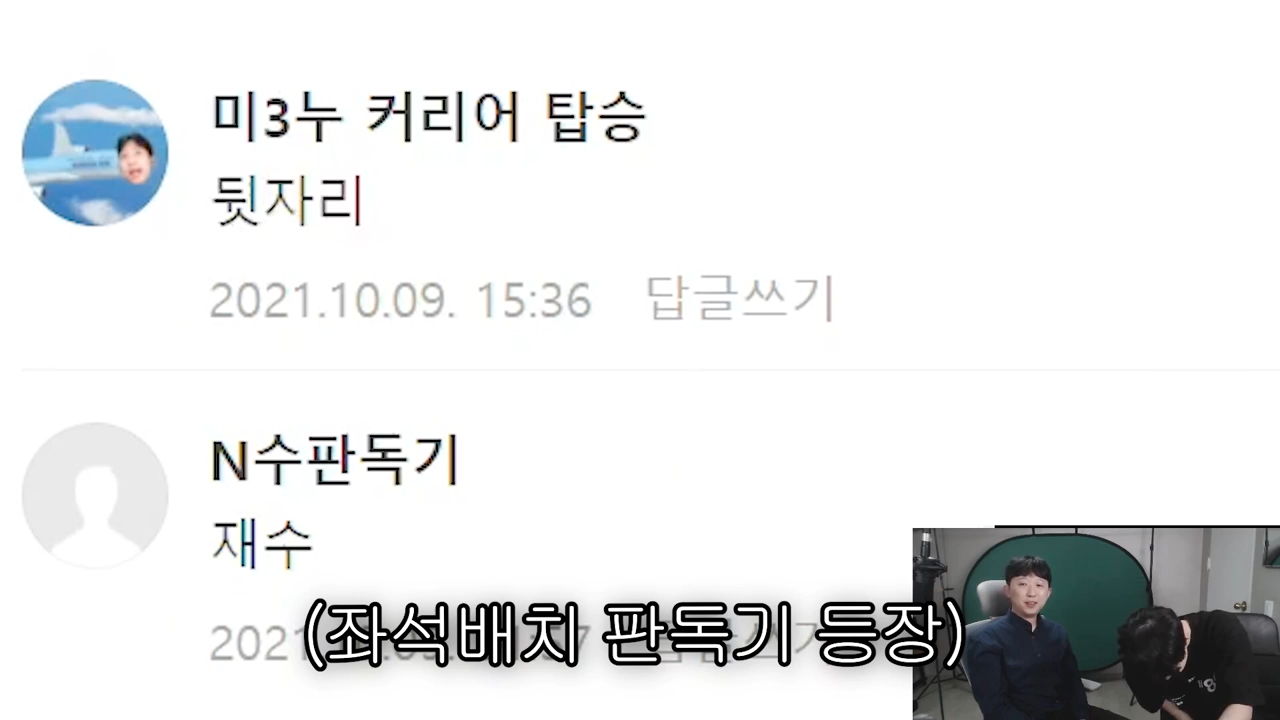 미3누 커리어 탑승
뒷자리
2021.10.09. 15:36 답글쓰기
N수판독기
재수
(좌석배치 판독기 등장)